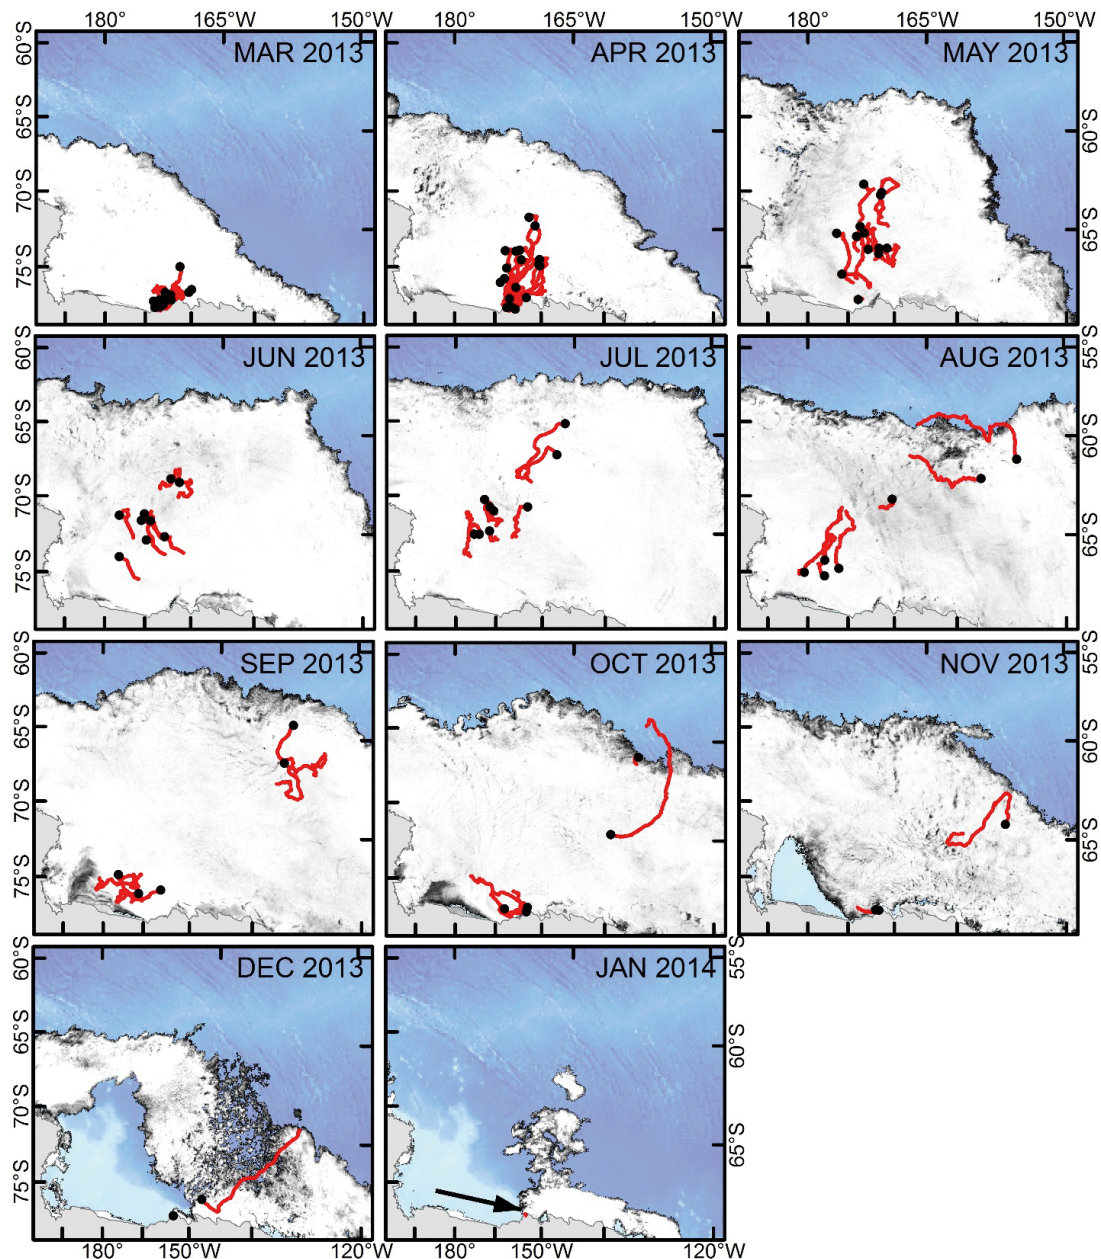 180° 165°W 150°W 180° 165°W 150°W 180° 165°W 150°W
60°S 65°S 70°S 75°S
MAR 2013
APR 2013
MAY 2013
60°S 65°S
60°S 65°S 70°S 75°S
JUN 2013
JUL 2013
AUG 2013
55°S 60°S 65°S
60°S 65°S 70°S 75°S
SEP 2013
OCT 2013
NOV 2013
55°S 60°S 65°S
60°S 65°S 70°S 75°S
DEC 2013
JAN 2014
55°S 60°S 65°S
180° 150°W 120°W 180° 150°W 120°W